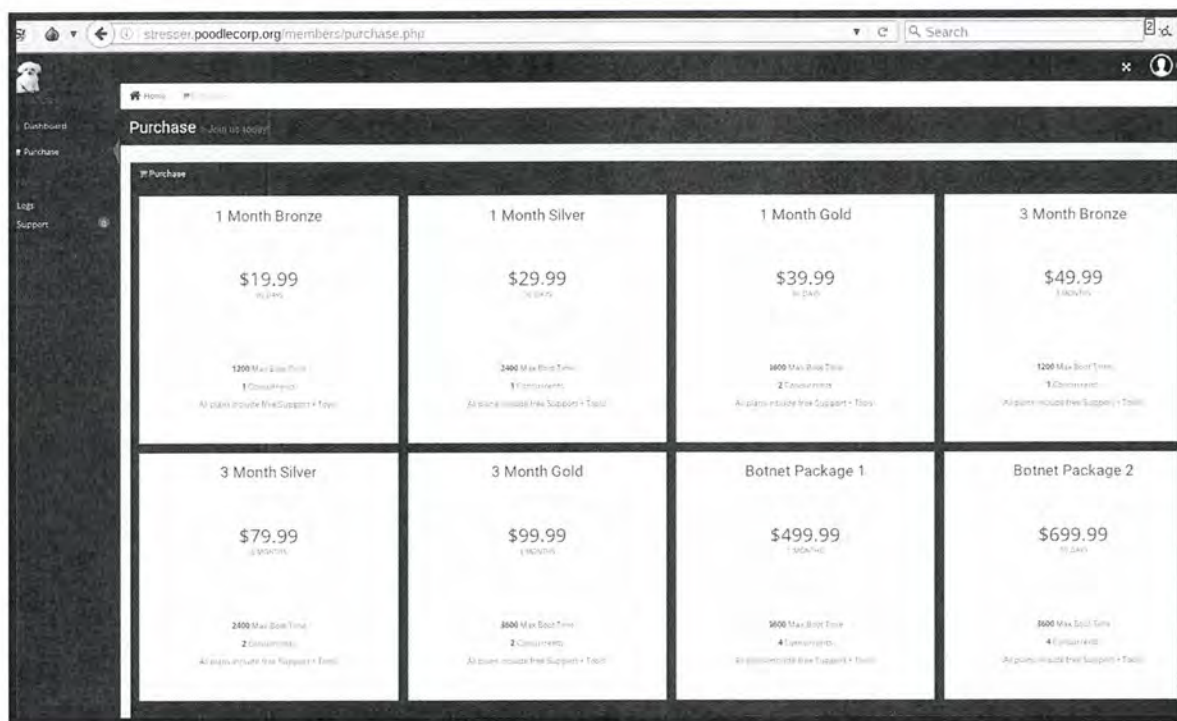 stresser.poodlecorp.org/members/purchase.php
Search
2
Home
Dashboard
Purchase Join us today!
Purchase
Purchase
Logs
Support
1 Month Bronze
$19.99
1200 Max Boot Time
1 Concurrents
All plans include free Support + Tools!
1 Month Silver
$29.99
30 DAYS
2400 Max Boot Time
1 Concurrents
All plans include free Support + Tools!
1 Month Gold
$39.99
30 DAYS
3600 Max Boot Time
2 Concurrents
All plans include free Support + Tools!
3 Month Bronze
$49.99
3 MONTHS
1200 Max Boot Time
1 Concurrents
All plans include free Support + Tools!
3 Month Silver
$79.99
3 MONTHS
2400 Max Boot Time
2 Concurrents
All plans include free Support + Tools!
3 Month Gold
$99.99
3 MONTHS
3600 Max Boot Time
2 Concurrents
All plans include free Support + Tools!
Botnet Package 1
$499.99
3600 Max Boot Time
4 Concurrents
All plans include free Support + Tools!
Botnet Package 2
$699.99
3600 Max Boot Time
4 Concurrents
All plans include free Support + Tools!